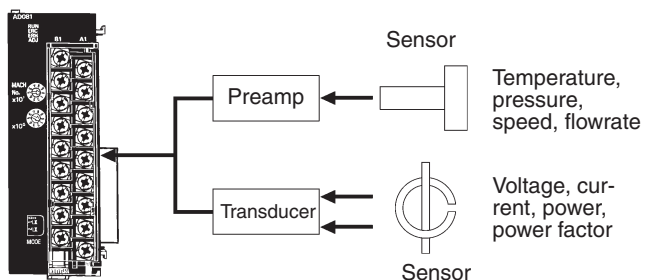 AD081
RUN
ERC
ERH
ADJ
B1 A1
MACH
No.
x10¹
x10⁰
MODE
Sensor
Preamp
Temperature,
pressure,
speed, flowrate
Transducer
Voltage, cur-
rent, power,
power factor
Sensor